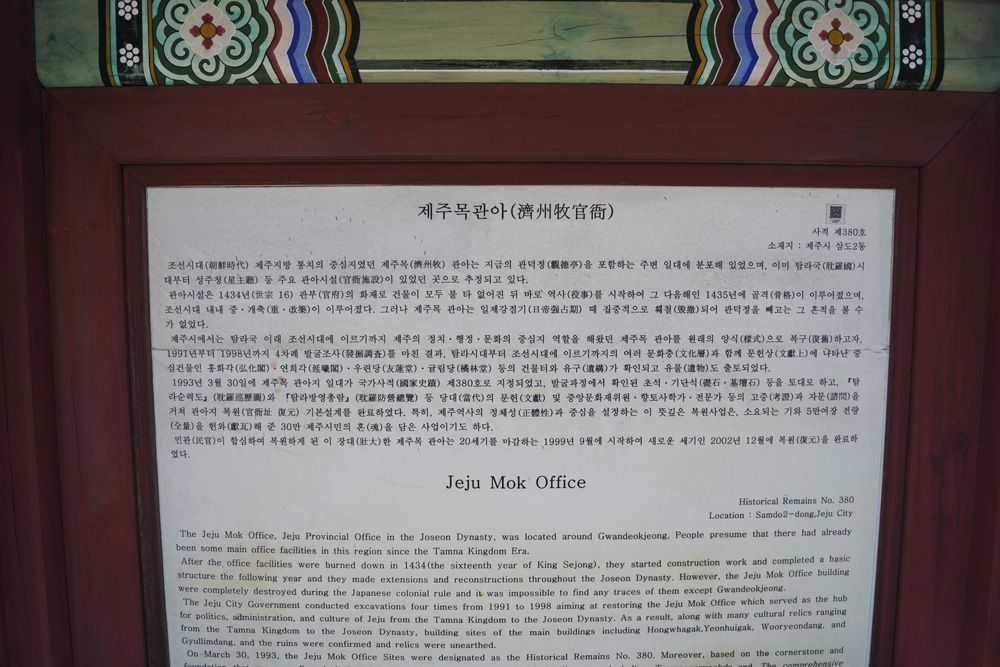 제주목관아(濟州牧官衙)
사적 제380호
소재지 : 제주시 삼도2동
조선시대(朝鮮時代) 제주지방 통치의 중심지였던 제주목(濟州牧) 관아는 지금의 관덕정(觀德亭)을 포함하는 주변 일대에 분포해 있었으며, 이미 탐라국(耽羅國)시
대부터 성주청(星主聽) 등 주요 관아시설(官衙施設)이 있었던 곳으로 추정되고 있다.
관아시설은 1434년(世宗 16) 관부(官府)의 화재로 건물이 모두 불 타 없어진 뒤 바로 역사(役事)를 시작하여 그 다음해인 1435년에 골격(骨格)이 이루어졌으며,
조선시대 내내 중·개축(重·改築)이 이루어졌다. 그러나 제주목 관아는 일제강점기(日帝强占期) 때 집중적으로 훼철(毁撤)되어 관덕정을 빼고는 그 흔적을 볼 수
가 없었다.
제주시에서는 탐라국 이래 조선시대에 이르기까지 제주의 정치·행정·문화의 중심지 역할을 해왔던 제주목 관아를 원래의 양식(樣式)으로 복구(復舊)하고자,
1991년부터 1998년까지 4차례 발굴조사(發掘調査)를 마친 결과, 탐라시대부터 조선시대에 이르기까지의 여러 문화층(文化層)과 함께 문헌상(文獻上)에 나타난 중
심건물인 홍화각(弘化閣)·연희각(延曦閣)·우련당(友蓮堂)·귤림당(橘林堂) 등의 건물터와 유구(遺構)가 확인되고 유물(遺物)도 출토되었다.
1993년 3월 30일에 제주목 관아지 일대가 국가사적(國家史蹟) 제380호로 지정되었고, 발굴과정에서 확인된 초석·기단석(礎石·基壇石) 등을 토대로 하고, 『탐
라순력도』(耽羅巡歷圖)와 『탐라방영총람』(耽羅防營總覽) 등 당대(當代)의 문헌(文獻) 및 중앙문화재위원·향토사학가·전문가 등의 고증(考證)과 자문(諮問)을
거쳐 관아지 복원(官衙址 復元) 기본설계를 완료하였다. 특히, 제주역사의 정체성(正體性)과 중심을 설정하는 이 뜻깊은 복원사업은, 소요되는 기와 5만여장 전량
(全量)을 헌와(獻瓦)해 준 30만 제주시민의 혼(魂)을 담은 사업이기도 하다.
민관(民官)이 합심하여 복원하게 된 이 장대(壯大)한 제주목 관아는 20세기를 마감하는 1999년 9월에 시작하여 새로운 세기인 2002년 12월에 복원(復元)을 완료하
였다.
Jeju Mok Office
Historical Remains No. 380
Location : Samdo2-dong,Jeju City
The Jeju Mok Office, Jeju Provincial Office in the Joseon Dynasty, was located around Gwandeokjeong, People presume that there had already
been some main office facilities in this region since the Tamna Kingdom Era.
After the office facilities were burned down in 1434(the sixteenth year of King Sejong), they started construction work and completed a basic
structure the following year and they made extensions and reconstructions throughout the Joseon Dynasty. However, the Jeju Mok Office building
were completely destroyed during the Japanese colonial rule and it was impossible to find any traces of them except Gwandeokjeong.
The Jeju City Government conducted excavations four times from 1991 to 1998 aiming at restoring the Jeju Mok Office which served as the hub
for politics, administration, and culture of Jeju from the Tamna Kingdom to the Joseon Dynasty. As a result, along with many cultural relics ranging
from the Tamna Kingdom to the Joseon Dynasty, building sites of the main buildings including Hongwhagak,Yeonhuigak, Wooryeondang, and
Gyullimdang, and the ruins were confirmed and relics were unearthed.
On March 30, 1993, the Jeju Mok Office Sites were designated as the Historical Remains No. 380. Moreover, based on the cornerstone and